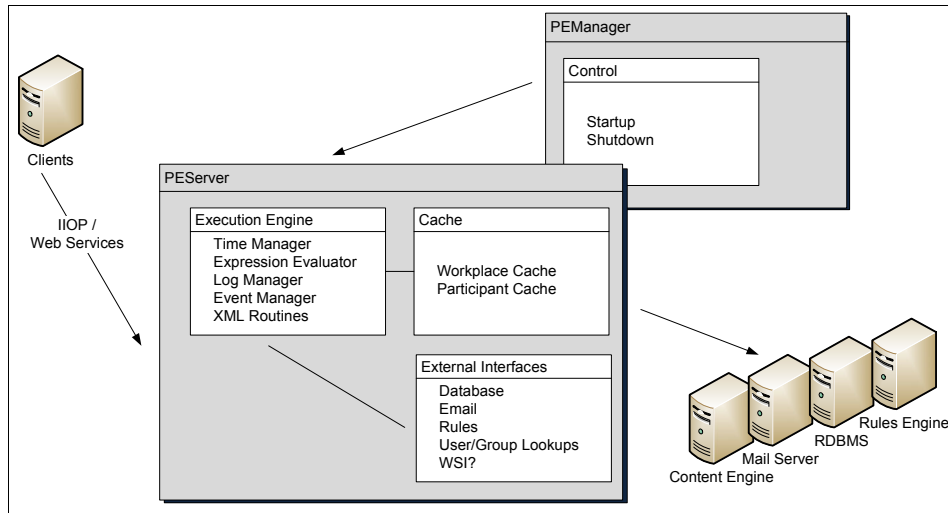 PEManager
Control
Startup
Shutdown
Clients
IIOP /
Web Services
PEServer
Execution Engine
Time Manager
Expression Evaluator
Log Manager
Event Manager
XML Routines
Cache
Workplace Cache
Participant Cache
External Interfaces
Database
Email
Rules
User/Group Lookups
WSI?
Rules Engine
RDBMS
Mail Server
Content Engine